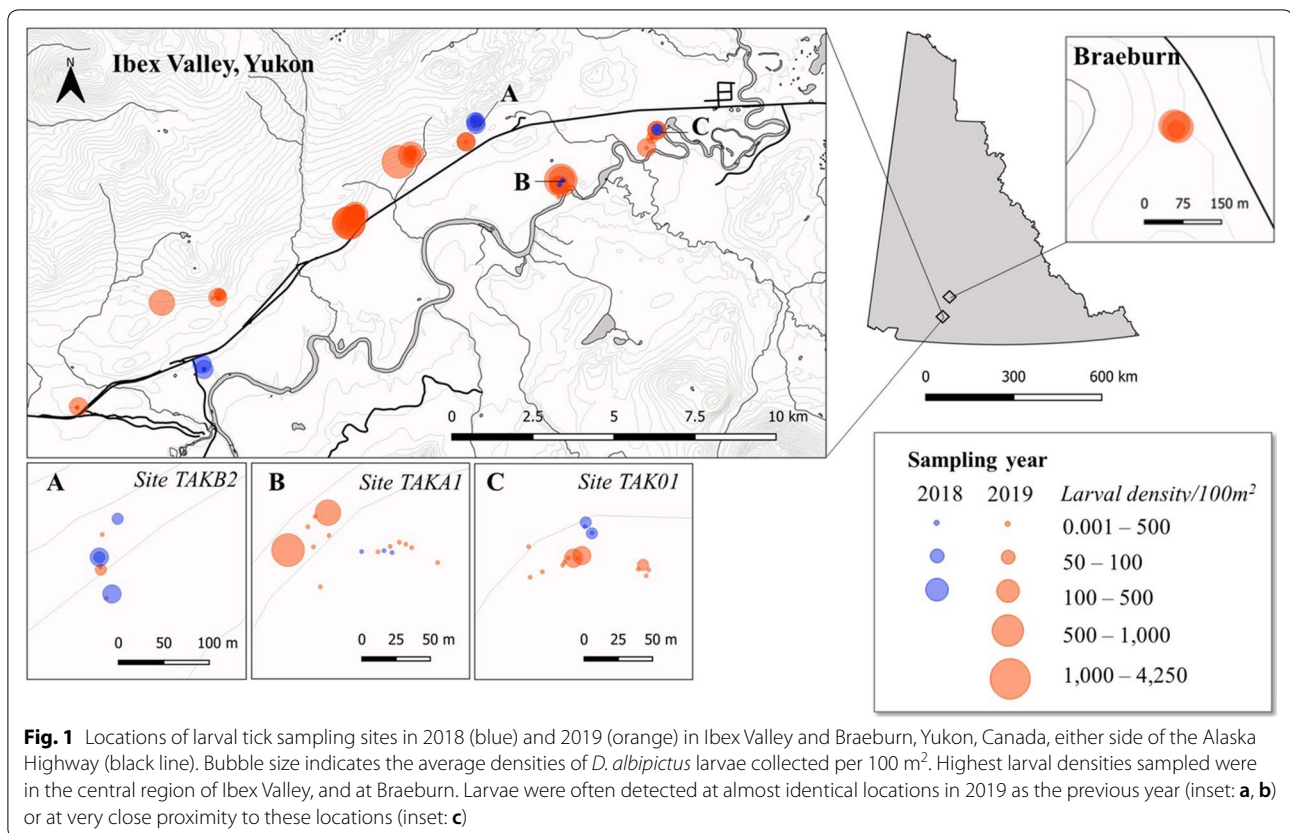 N
Ibex Valley, Yukon
A
B
C
0 2.5 5 7.5 10 km
Braeburn
0 75 150 m
0 300 600 km
A Site TAKB2
0 50 100 m
B Site TAKA1
0 25 50 m
C Site TAK01
0 25 50 m
Sampling year
2018 2019 Larval density/100m²
0.001 – 500
50 – 100
100 – 500
500 – 1,000
1,000 – 4,250
Fig. 1 Locations of larval tick sampling sites in 2018 (blue) and 2019 (orange) in Ibex Valley and Braeburn, Yukon, Canada, either side of the Alaska
Highway (black line). Bubble size indicates the average densities of D. albipictus larvae collected per 100 m². Highest larval densities sampled were
in the central region of Ibex Valley, and at Braeburn. Larvae were often detected at almost identical locations in 2019 as the previous year (inset: a, b)
or at very close proximity to these locations (inset: c)